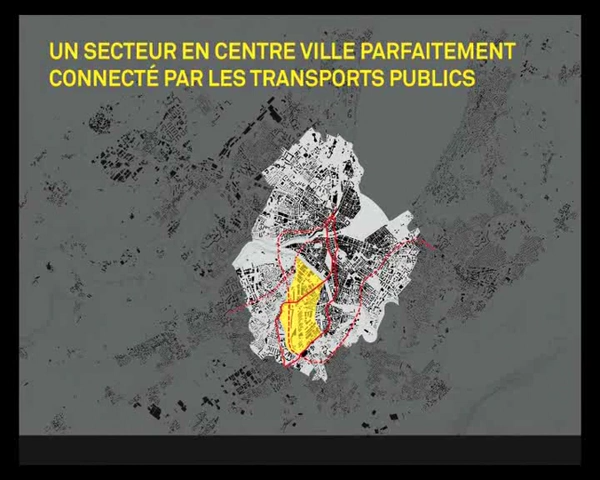 UN SECTEUR EN CENTRE VILLE PARFAITEMENT
CONNECTÉ PAR LES TRANSPORTS PUBLICS